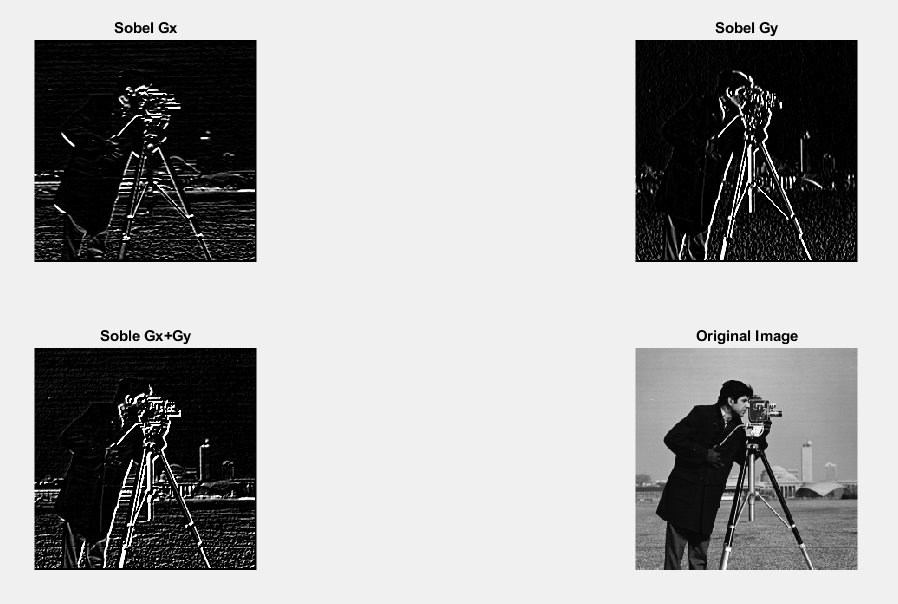 Sobel Gx
Sobel Gy
Soble Gx+Gy
Original Image